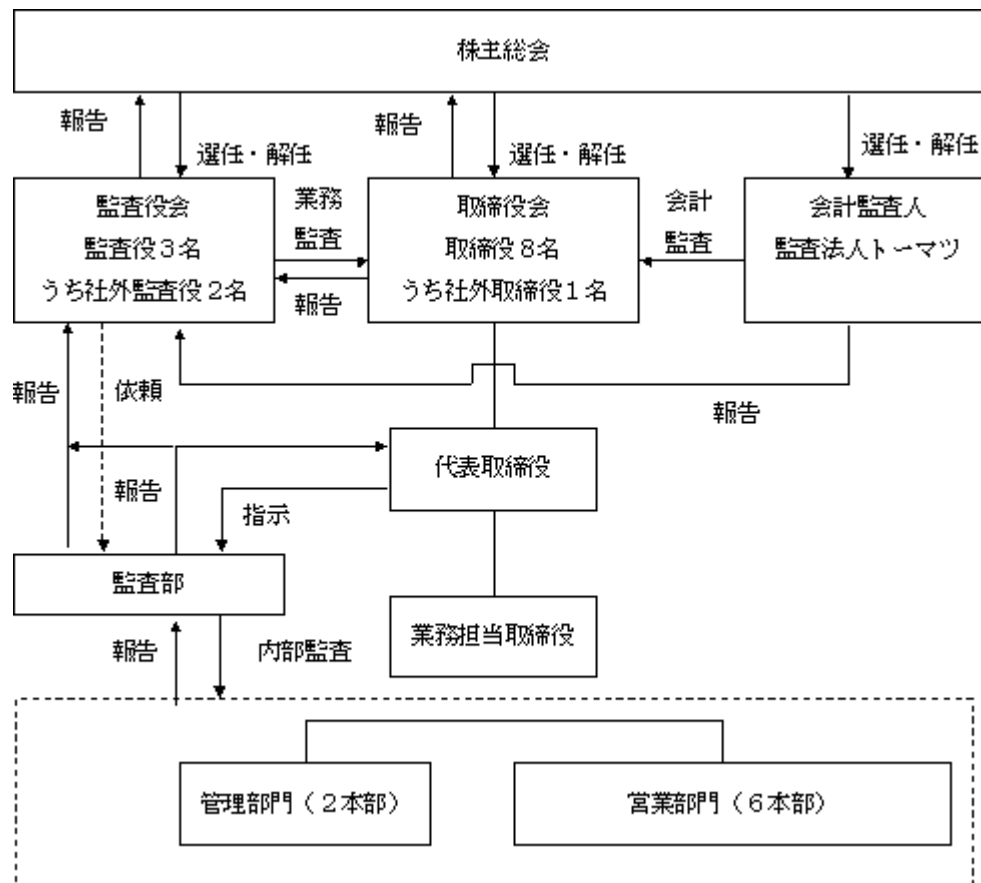 株主総会
報告
選任・解任
報告
選任・解任
選任・解任
監査役会
監査役3名
うち社外監査役2名
業務
監査
報告
取締役会
取締役8名
うち社外取締役1名
会計
監査
会計監査人
監査法人トーマツ
報告
依頼
報告
報告
指示
代表取締役
監査部
報告
内部監査
業務担当取締役
管理部門(2本部)
営業部門(6本部)